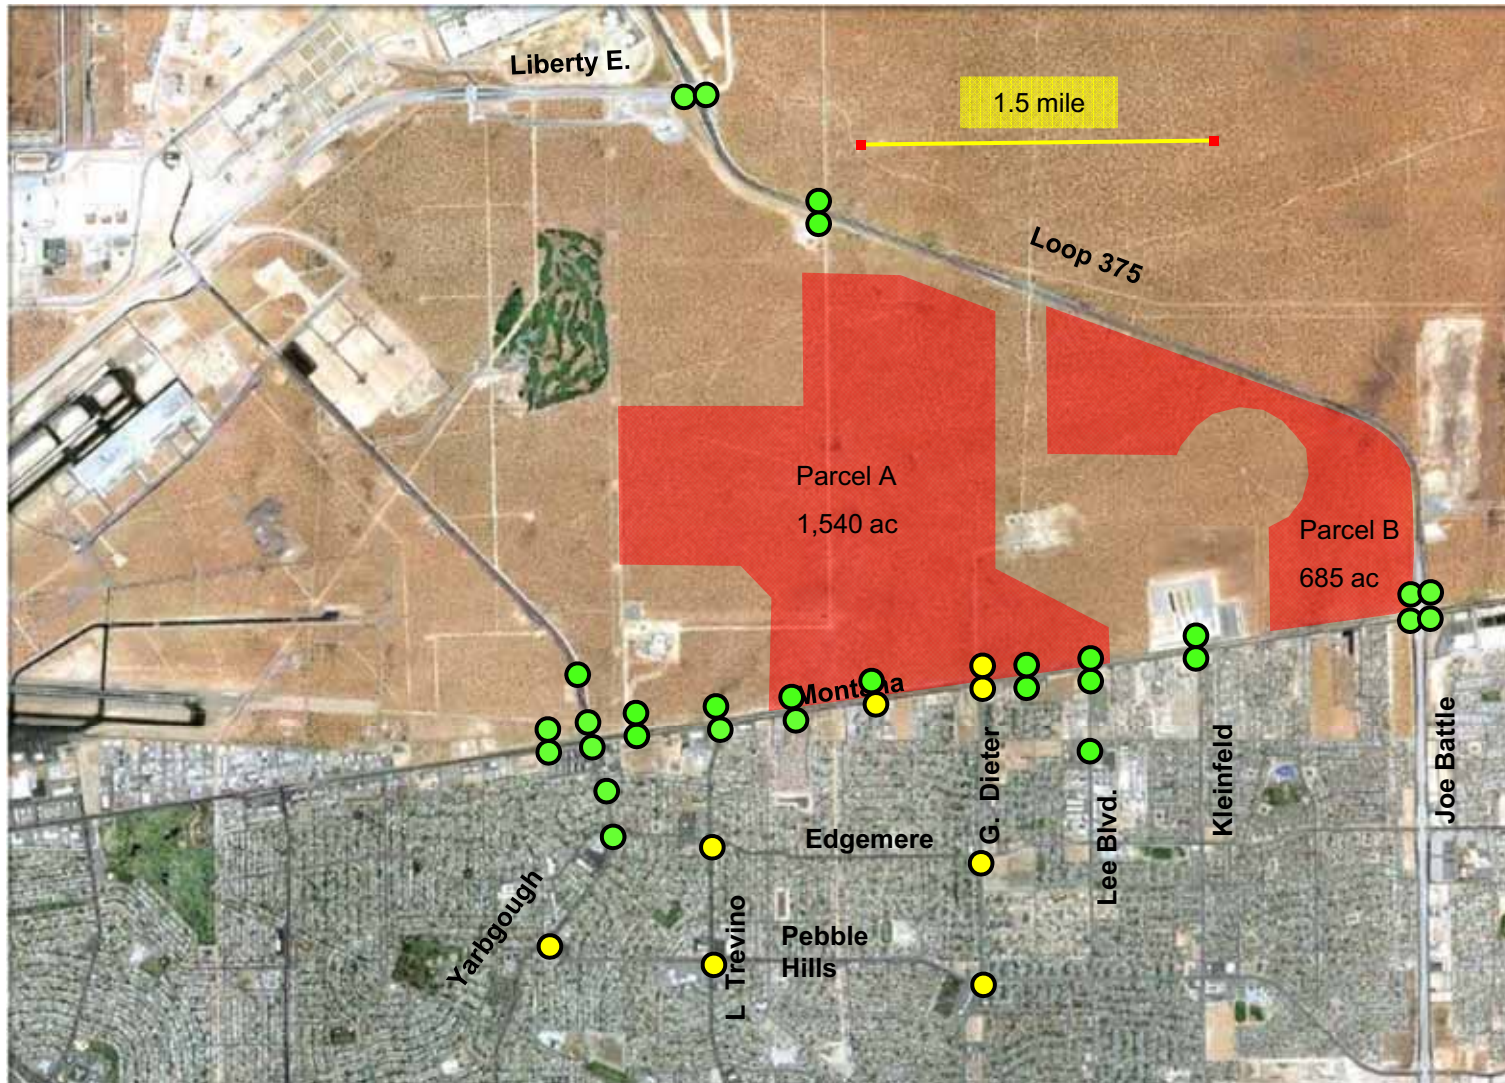 Liberty E.
1.5 mile
Loop 375
Parcel A
1,540 ac
Parcel B
685 ac
Montana
G. Dieter
Joe Battle
Kleinfeld
Lee Blvd.
Edgemere
Yarbgough
L Trevino
Pebble
Hills